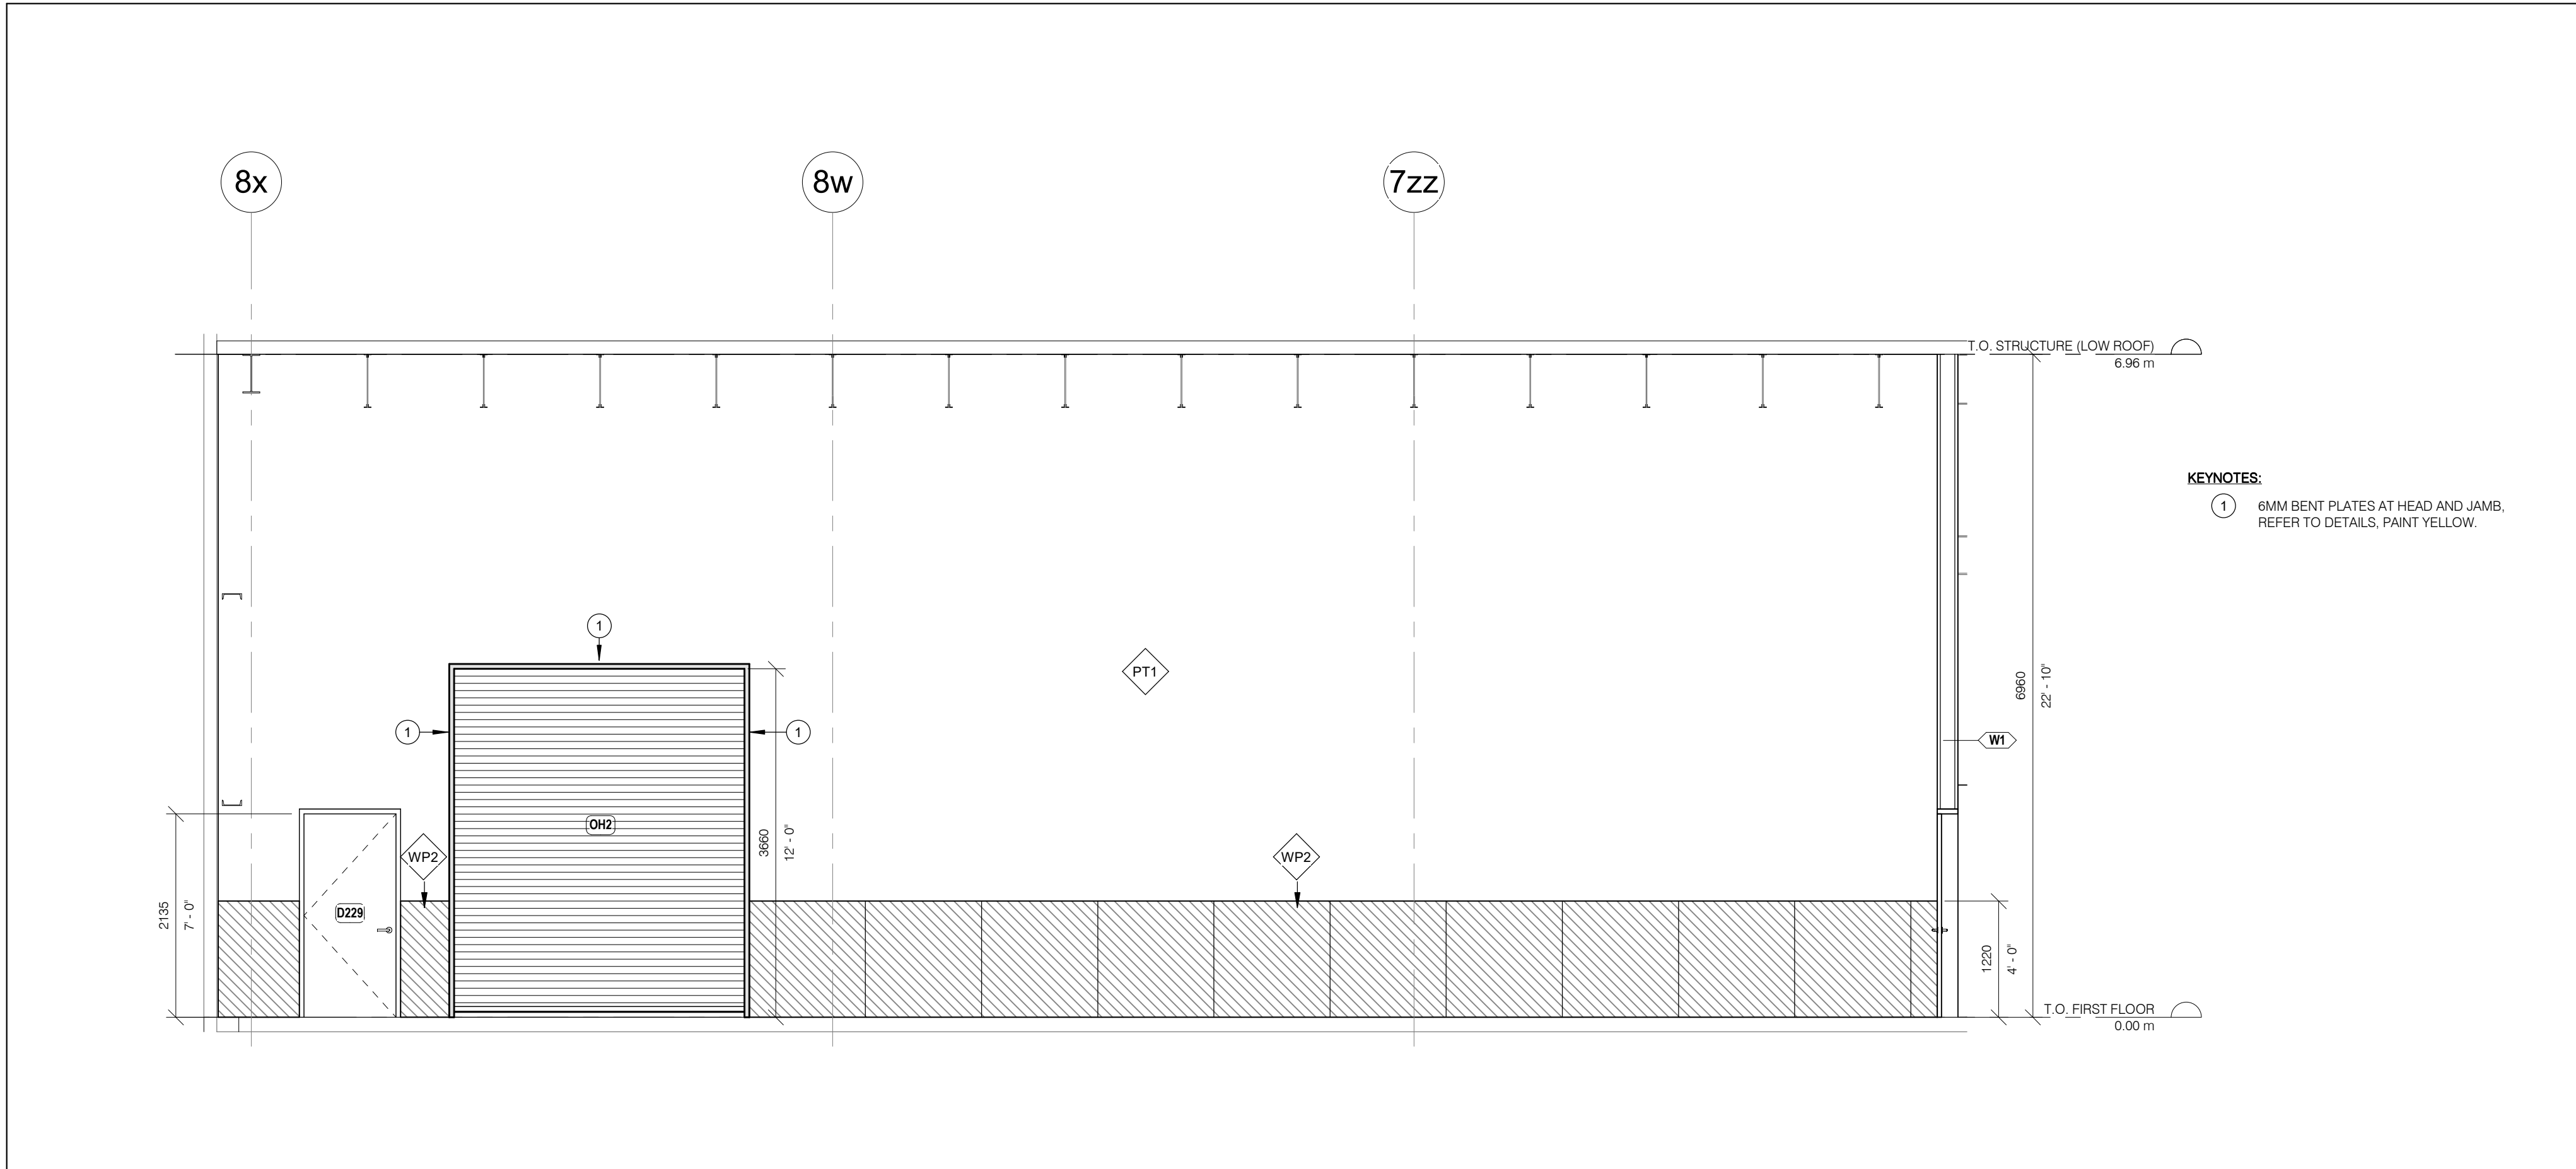 8x
8w
7zz
T.O. STRUCTURE (LOW ROOF)
6.96 m
KEYNOTES:
1 6MM BENT PLATES AT HEAD AND JAMB,
REFER TO DETAILS, PAINT YELLOW.
1
PT1
6960
22' - 10"
1
1
W1
OH2
3660
12' - 0"
WP2
WP2
2135
7' - 0"
D229
1220
4' - 0"
T.O. FIRST FLOOR
0.00 m